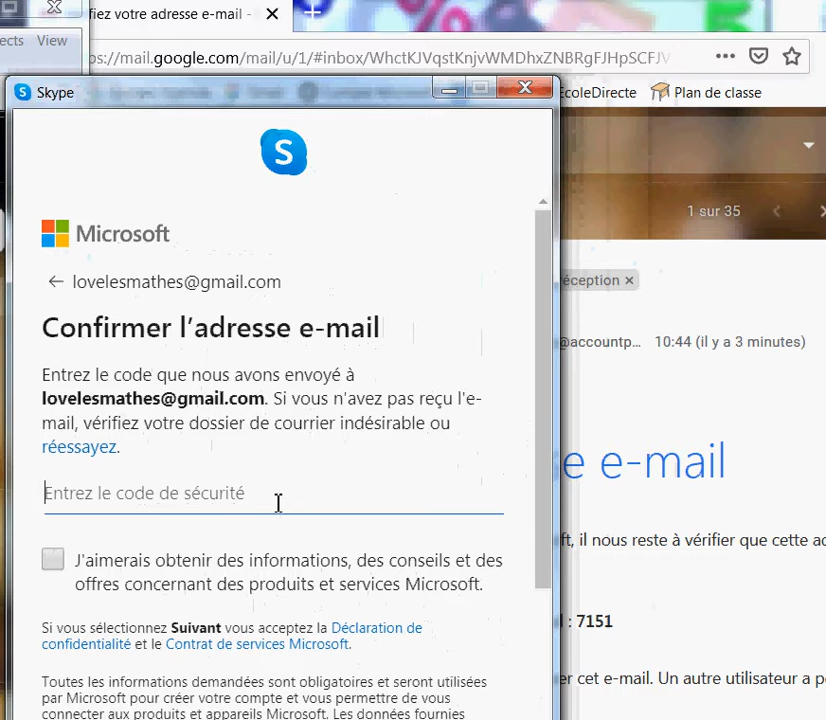 fiez votre adresse e-mail -
ects View
ps://mail.google.com/mail/u/1/#inbox/WhctKJVqstKnjvWMDhxZNBRgFJHpSCFJV
Skype
EcoleDirecte
Plan de classe
S
1 sur 35
Microsoft
lovelesmathes@gmail.com
réception
Confirmer l'adresse e-mail
@accountp... 10:44 (il y a 3 minutes)
Entrez le code que nous avons envoyé à
lovelesmathes@gmail.com. Si vous n'avez pas reçu l'e-
mail, vérifiez votre dossier de courrier indésirable ou
réessayez.
e e-mail
Entrez le code de sécurité
ft, il nous reste à vérifier que cette ad
J'aimerais obtenir des informations, des conseils et des
offres concernant des produits et services Microsoft.
: 7151
Si vous sélectionnez Suivant vous acceptez la Déclaration de
confidentialité et le Contrat de services Microsoft.
er cet e-mail. Un autre utilisateur a p
Toutes les informations demandées sont obligatoires et seront utilisées
par Microsoft pour créer votre compte et vous permettre de vous
connecter aux produits et appareils Microsoft. Les données fournies